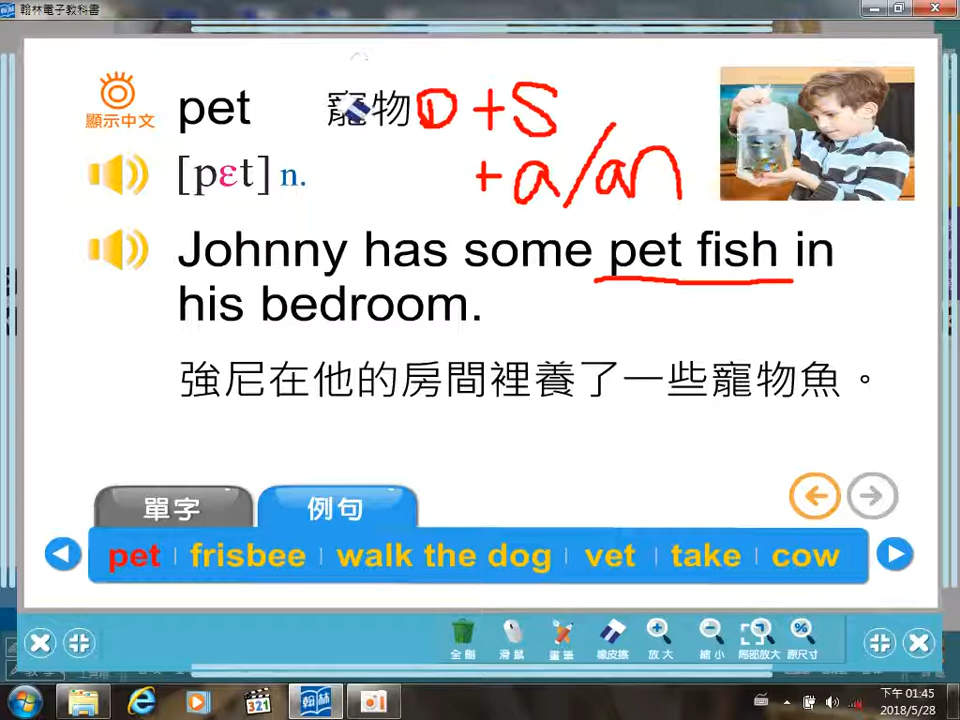 翰林電子教科書
顯示中文
pet 寵物 +S
[pɛt] n. +a/an
Johnny has some pet fish in
his bedroom.
強尼在他的房間裡養了一些寵物魚。
單字 例句
pet frisbee walk the dog vet take cow
全刪 滑鼠 畫筆 橡皮擦 放大 縮小 局部放大 原尺寸
321 翰林 下午 01:45
2018/5/28